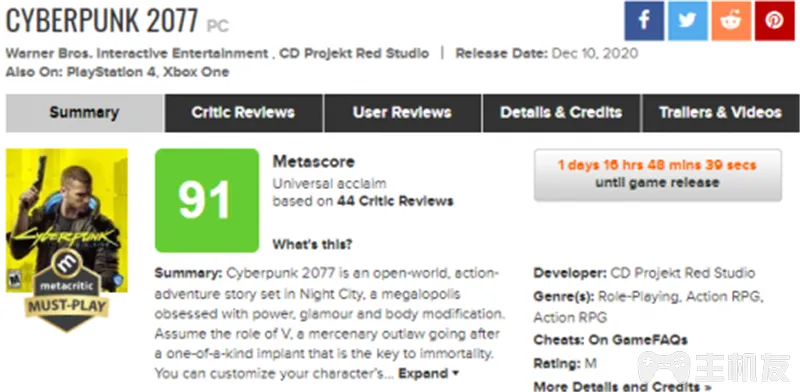 CYBERPUNK 2077 PC
Warner Bros. Interactive Entertainment , CD Projekt Red Studio | Release Date: Dec 10, 2020
Also On: PlayStation 4, Xbox One
Summary
Critic Reviews
User Reviews
Details & Credits
Trailers & Videos
91
Metascore
Universal acclaim
based on 44 Critic Reviews
What's this?
1 days 16 hrs 48 mins 39 secs
until game release
Cyberpunk
metacritic
MUST-PLAY
Summary: Cyberpunk 2077 is an open-world, action-
adventure story set in Night City, a megalopolis
obsessed with power, glamour and body modification.
Assume the role of V, a mercenary outlaw going after
a one-of-a-kind implant that is the key to immortality.
You can customize your character's... Expand
Developer: CD Projekt Red Studio
Genre(s): Role-Playing, Action RPG,
Action RPG
Cheats: On GameFAQs
Rating: M
More Details and Credits »
主机友